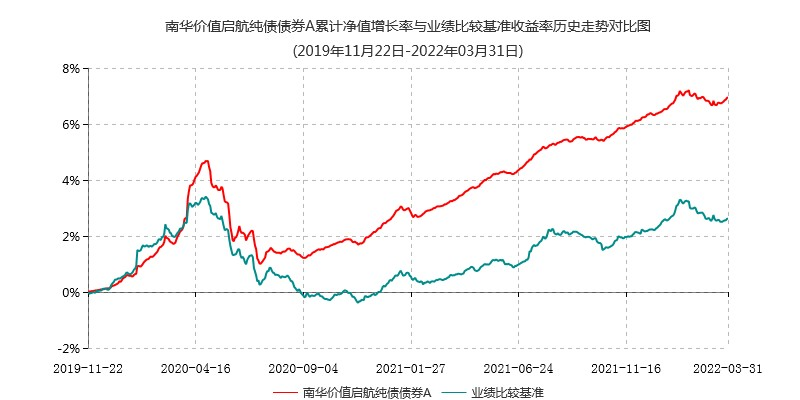 南华价值启航纯债债券A累计净值增长率与业绩比较基准收益率历史走势对比图
(2019年11月22日-2022年03月31日)
8%
6%
4%
2%
0%
-2%
2019-11-22 2020-04-16 2020-09-04 2021-01-27 2021-06-24 2021-11-16 2022-03-31
南华价值启航纯债债券A 业绩比较基准